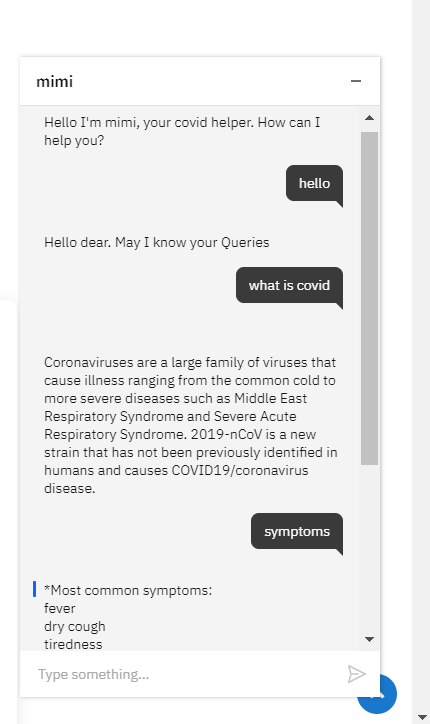 mimi
Hello I'm mimi, your covid helper. How can I
help you?
hello
Hello dear. May I know your Queries
what is covid
Coronaviruses are a large family of viruses that
cause illness ranging from the common cold to
more severe diseases such as Middle East
Respiratory Syndrome and Severe Acute
Respiratory Syndrome. 2019-nCoV is a new
strain that has not been previously identified in
humans and causes COVID19/coronavirus
disease.
symptoms
*Most common symptoms:
fever
dry cough
tiredness
Type something...